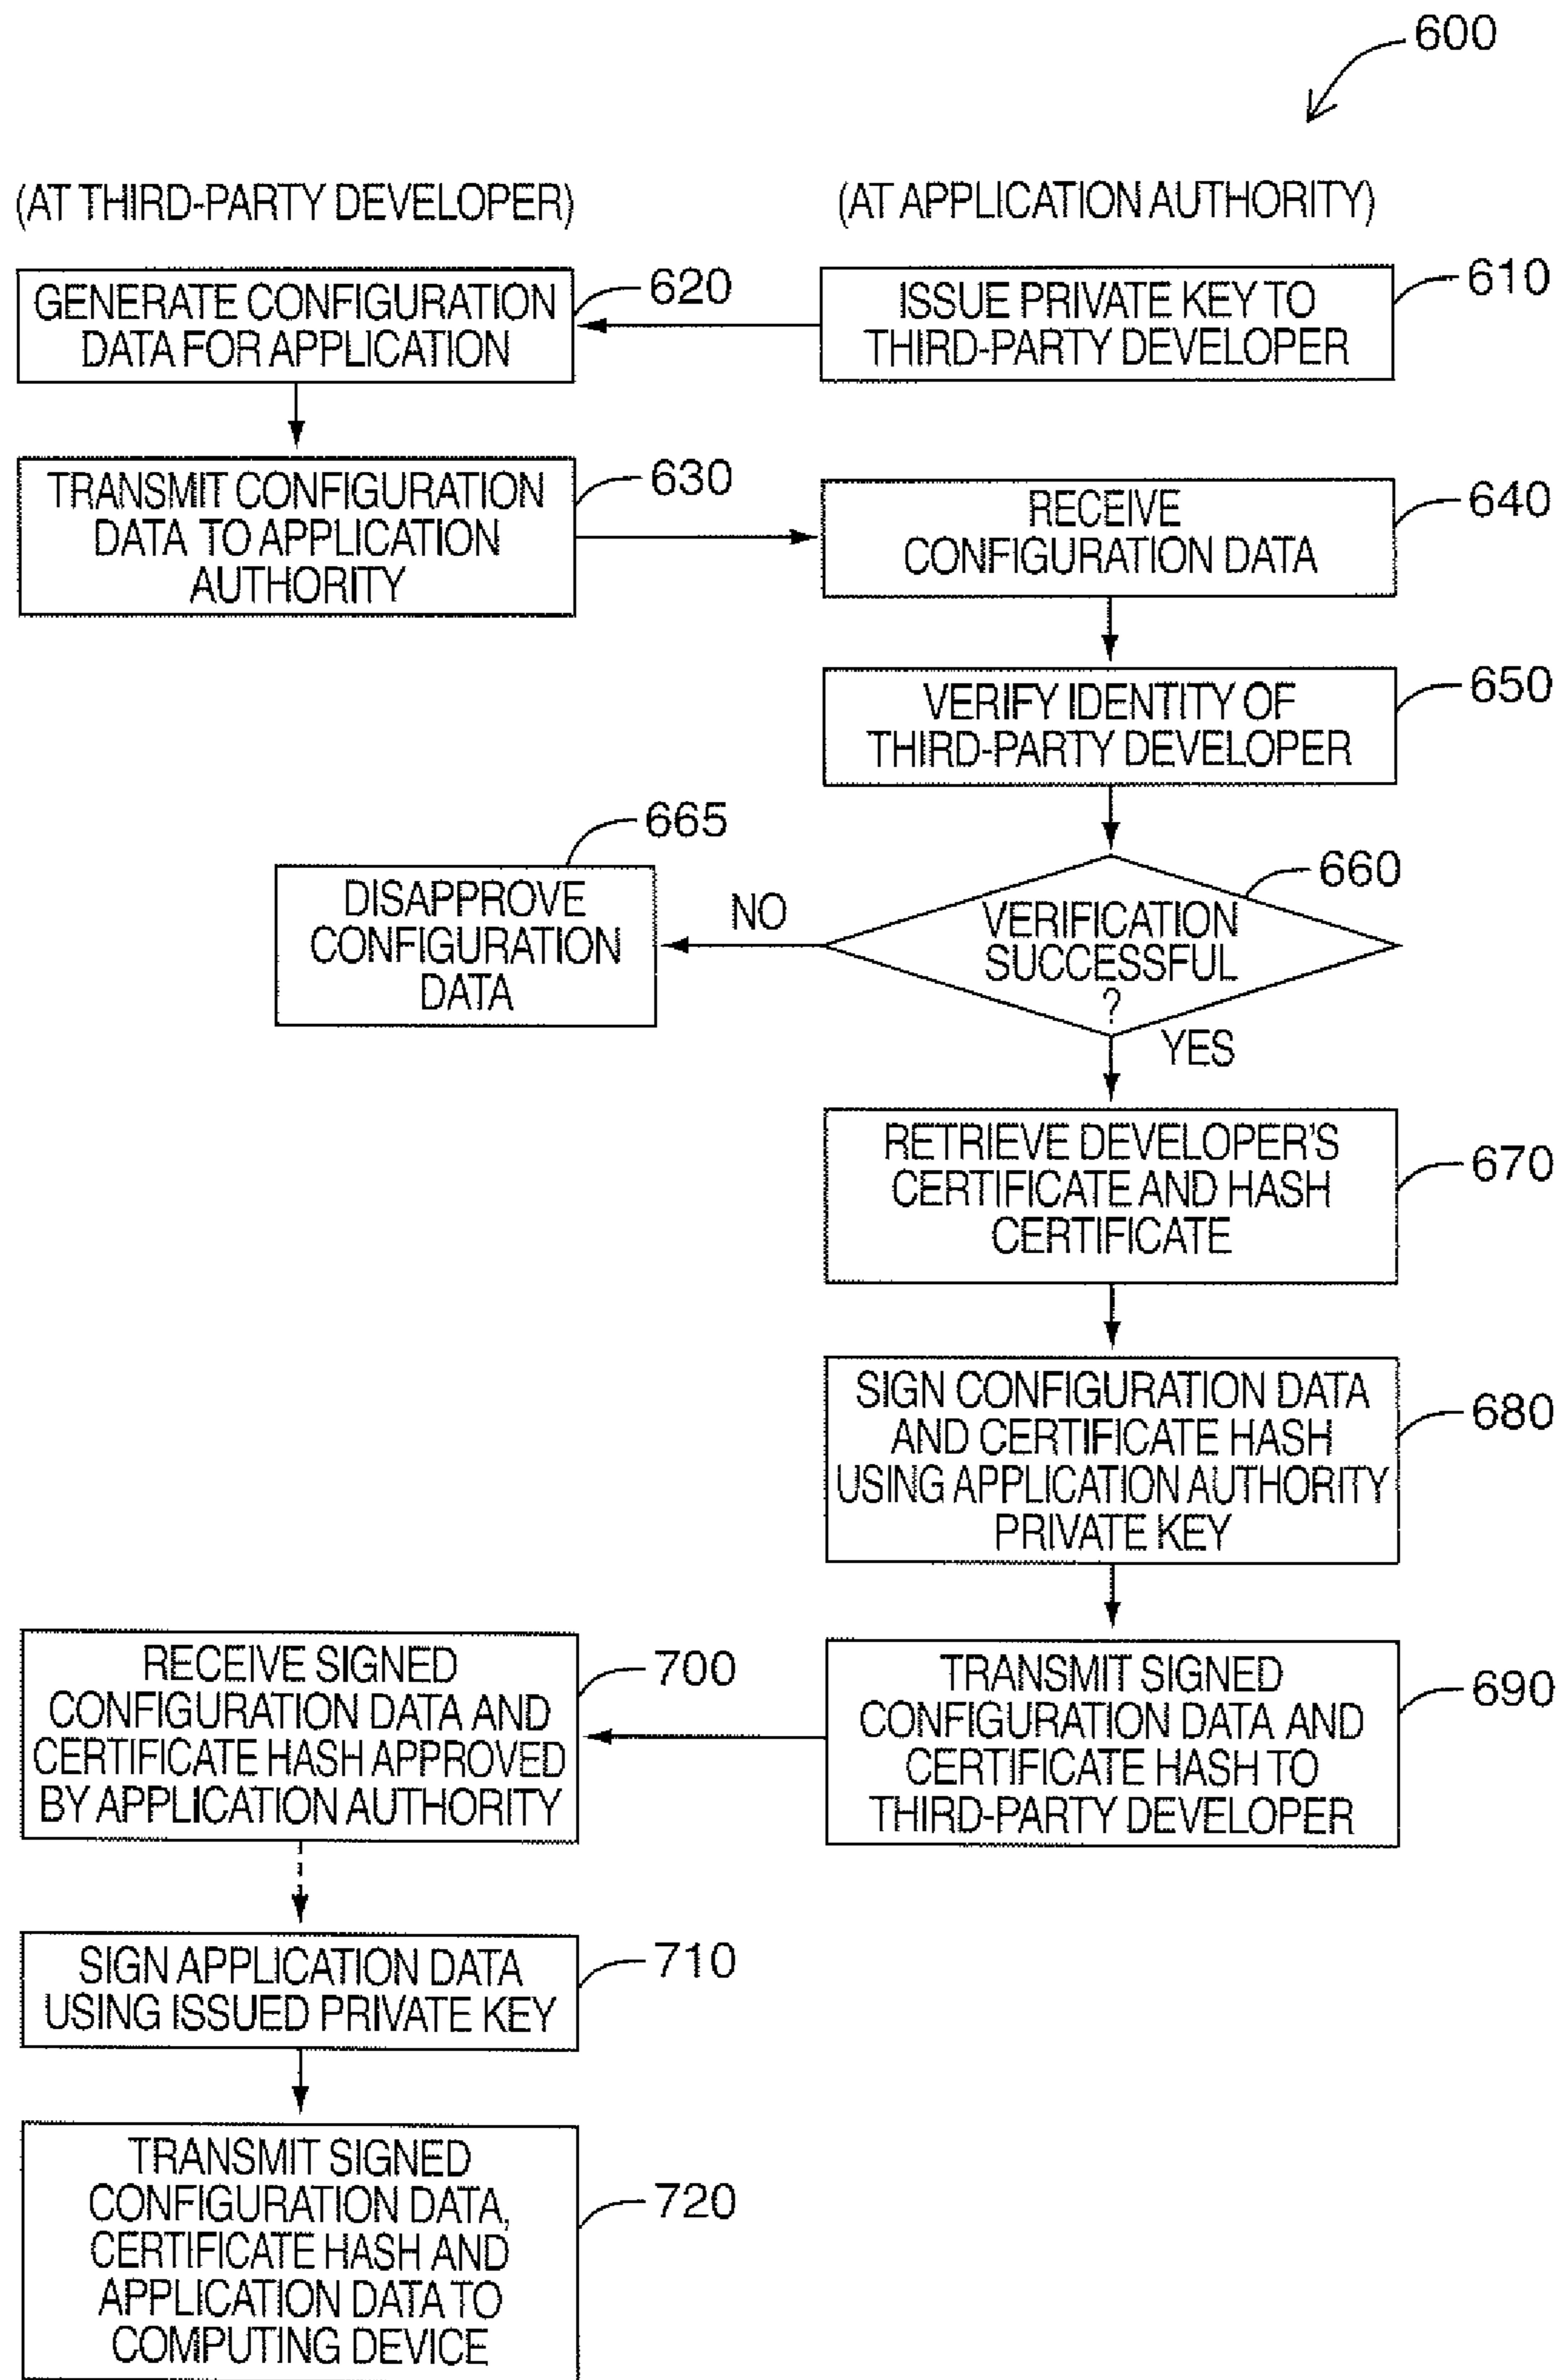 600
(AT THIRD-PARTY DEVELOPER)
(AT APPLICATION AUTHORITY)
GENERATE CONFIGURATION
DATA FOR APPLICATION
620
ISSUE PRIVATE KEY TO
THIRD-PARTY DEVELOPER
610
TRANSMIT CONFIGURATION
DATA TO APPLICATION
AUTHORITY
630
RECEIVE
CONFIGURATION DATA
640
VERIFY IDENTITY OF
THIRD-PARTY DEVELOPER
650
665
DISAPPROVE
CONFIGURATION
DATA
NO
660
VERIFICATION
SUCCESSFUL
?
YES
RETRIEVE DEVELOPER'S
CERTIFICATE AND HASH
CERTIFICATE
670
SIGN CONFIGURATION DATA
AND CERTIFICATE HASH
USING APPLICATION AUTHORITY
PRIVATE KEY
680
RECEIVE SIGNED
CONFIGURATION DATA AND
CERTIFICATE HASH APPROVED
BY APPLICATION AUTHORITY
700
TRANSMIT SIGNED
CONFIGURATION DATA AND
CERTIFICATE HASH TO
THIRD-PARTY DEVELOPER
690
SIGN APPLICATION DATA
USING ISSUED PRIVATE KEY
710
TRANSMIT SIGNED
CONFIGURATION DATA,
CERTIFICATE HASH AND
APPLICATION DATA TO
COMPUTING DEVICE
720